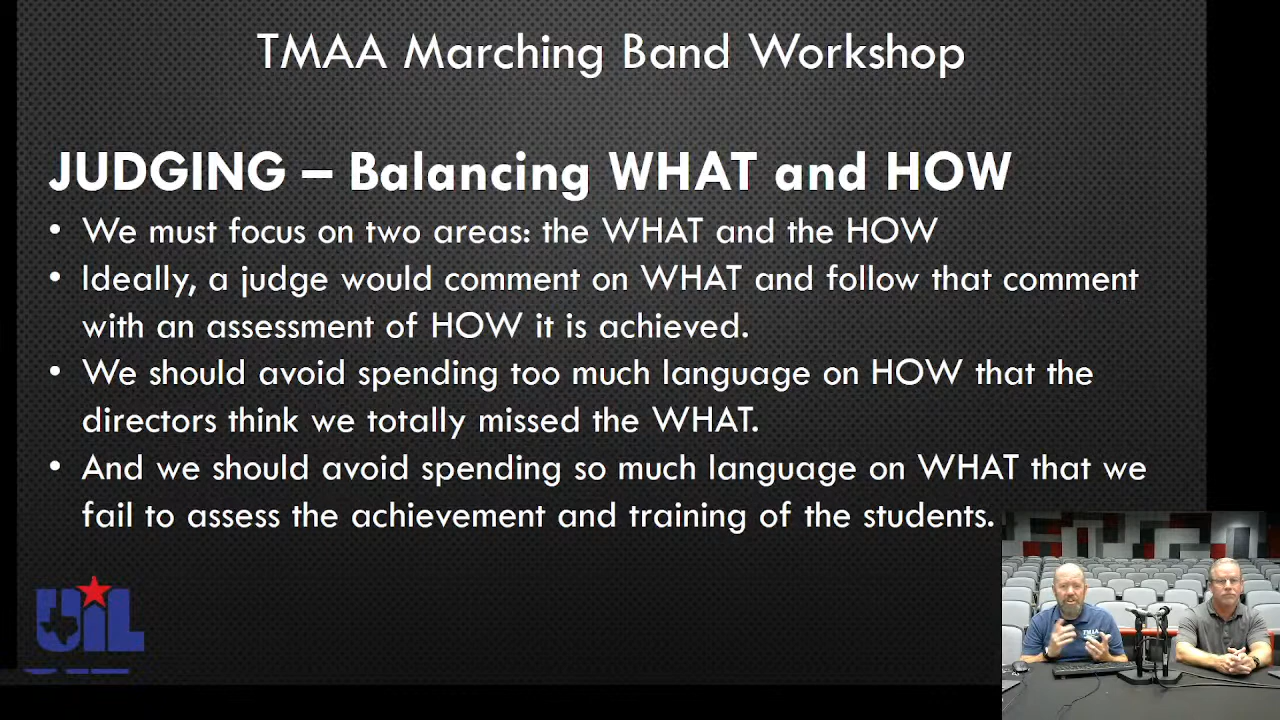 TMAA Marching Band Workshop
JUDGING – Balancing WHAT and HOW
• We must focus on two areas: the WHAT and the HOW
• Ideally, a judge would comment on WHAT and follow that comment
with an assessment of HOW it is achieved.
• We should avoid spending too much language on HOW that the
directors think we totally missed the WHAT.
• And we should avoid spending so much language on WHAT that we
fail to assess the achievement and training of the students.
UIL
TMAA